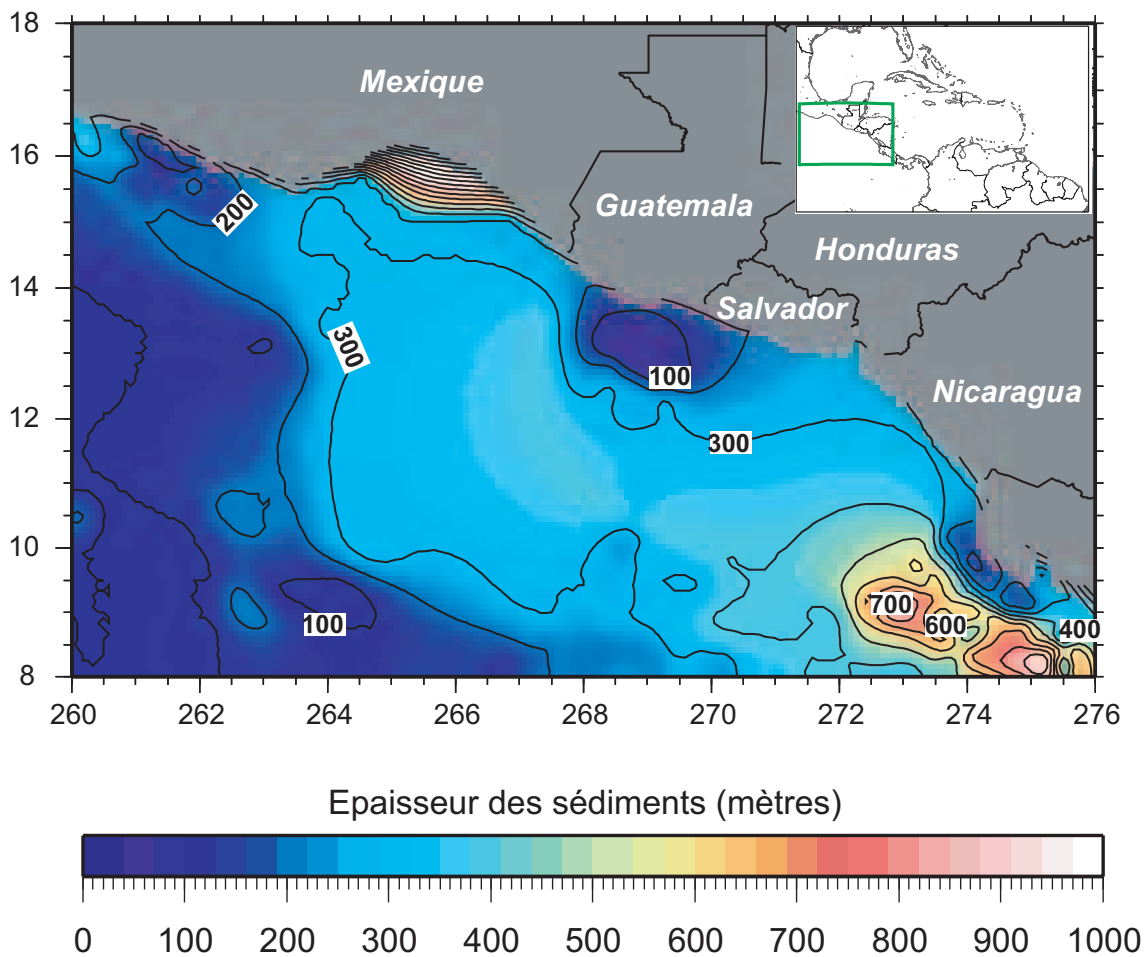 18
16
14
12
10
8
Mexique
Guatemala
Honduras
Salvador
Nicaragua
200
300
100
300
700
600
400
100
260 262 264 266 268 270 272 274 276
Epaisseur des sédiments (mètres)
0 100 200 300 400 500 600 700 800 900 1000